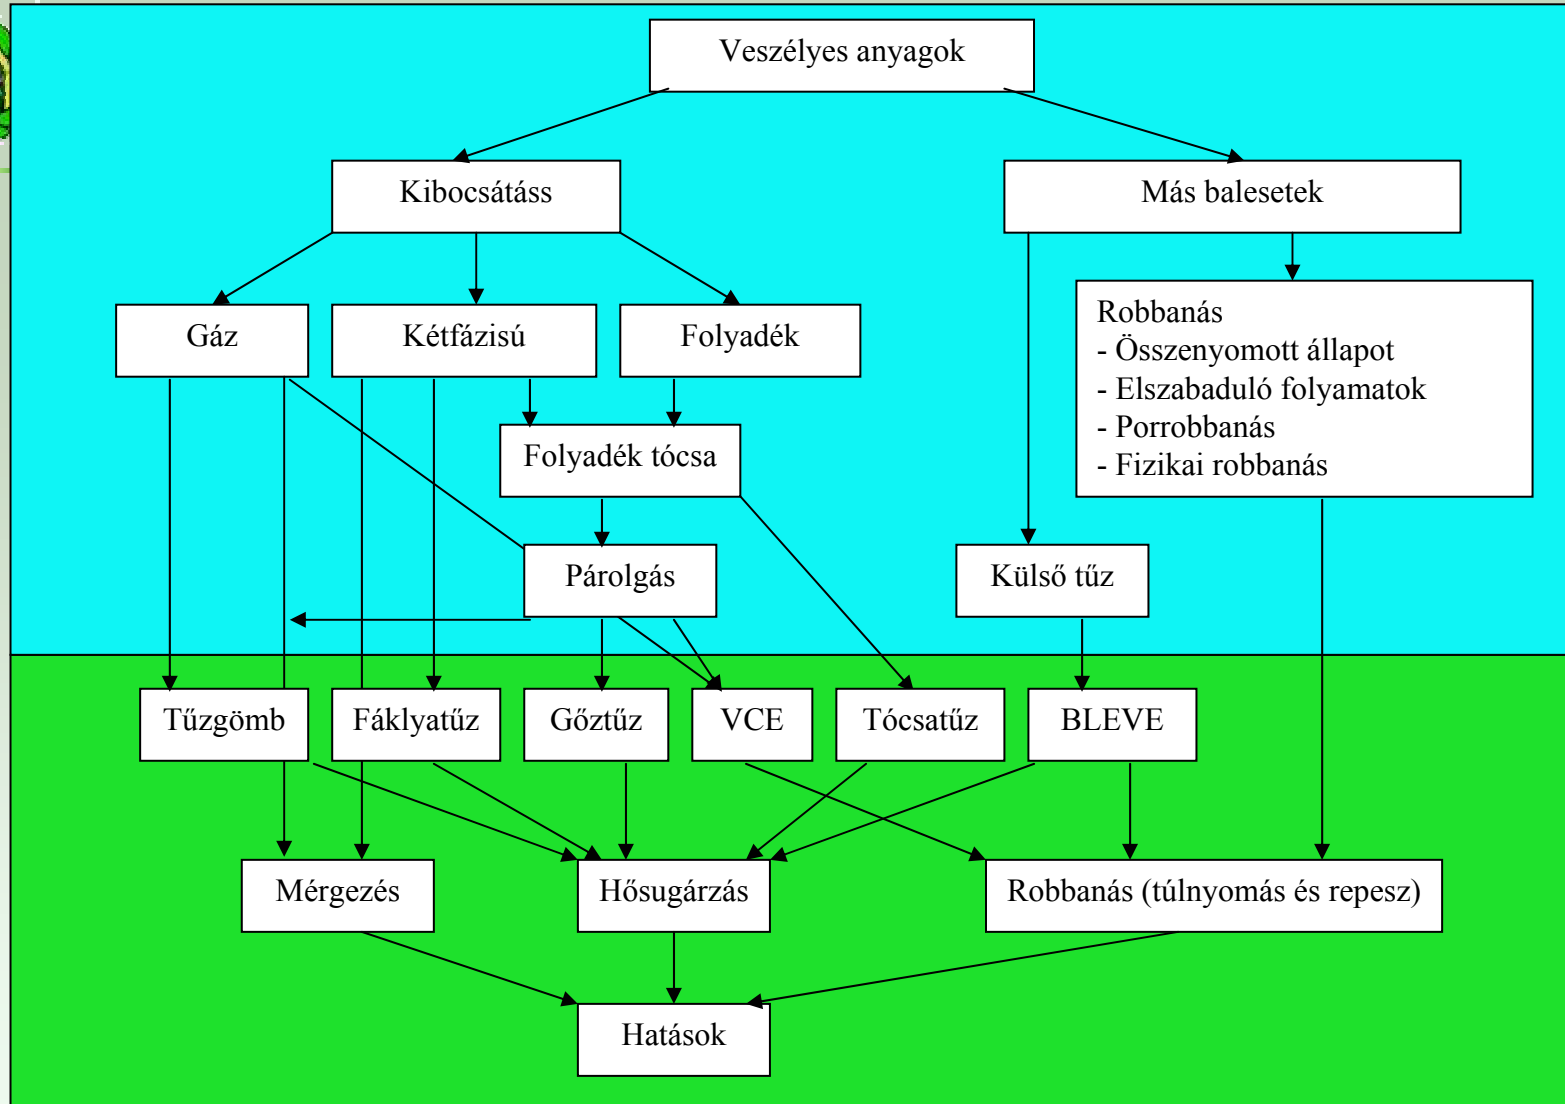 Veszélyes anyagok
Kibocsátáss
Más balesetek
Gáz
Kétfázisú
Folyadék
Robbanás
- Összenyomott állapot
- Elszabaduló folyamatok
- Porrobbanás
- Fizikai robbanás
Folyadék tócsa
Párolgás
Külső tűz
Tűzgömb
Fáklyatűz
Gőztűz
VCE
Tócsatűz
BLEVE
Mérgezés
Hősugárzás
Robbanás (túlnyomás és repesz)
Hatások